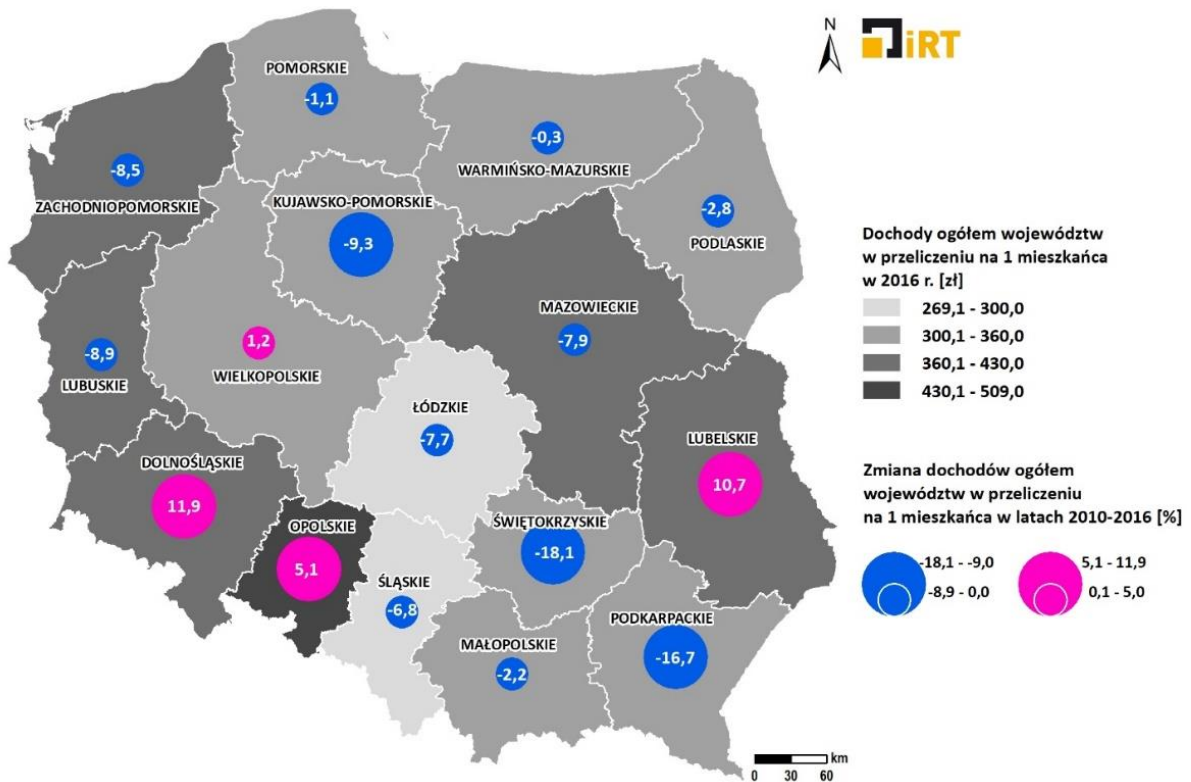 N
iRT
POMORSKIE
-1,1
-0,3
WARMIŃSKO-MAZURSKIE
-8,5
ZACHODNIOPOMORSKIE
KUJAWSKO-POMORSKIE
-9,3
-2,8
PODLASKIE
MAZOWIECKIE
-7,9
1,2
WIELKOPOLSKIE
-8,9
LUBUSKIE
ŁÓDZKIE
-7,7
LUBELSKIE
10,7
DOLNOŚLĄSKIE
11,9
OPOLSKIE
5,1
ŚWIĘTOKRZYSKIE
-18,1
ŚLĄSKIE
-6,8
MAŁOPOLSKIE
-2,2
PODKARPACKIE
-16,7
Dochody ogółem województw
w przeliczeniu na 1 mieszkańca
w 2016 r. [zł]
269,1 - 300,0
300,1 - 360,0
360,1 - 430,0
430,1 - 509,0
Zmiana dochodów ogółem
województw w przeliczeniu
na 1 mieszkańca w latach 2010-2016 [%]
-18,1 - -9,0
-8,9 - 0,0
5,1 - 11,9
0,1 - 5,0
km
0 30 60